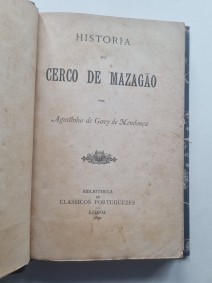 HISTORIA
DO
CERCO DE MAZAGÃO
POR
Agostinho de Gavy de Mendonça
BIBLIOTHECA
DE
CLASSICOS PORTUGUEZES
LISBOA